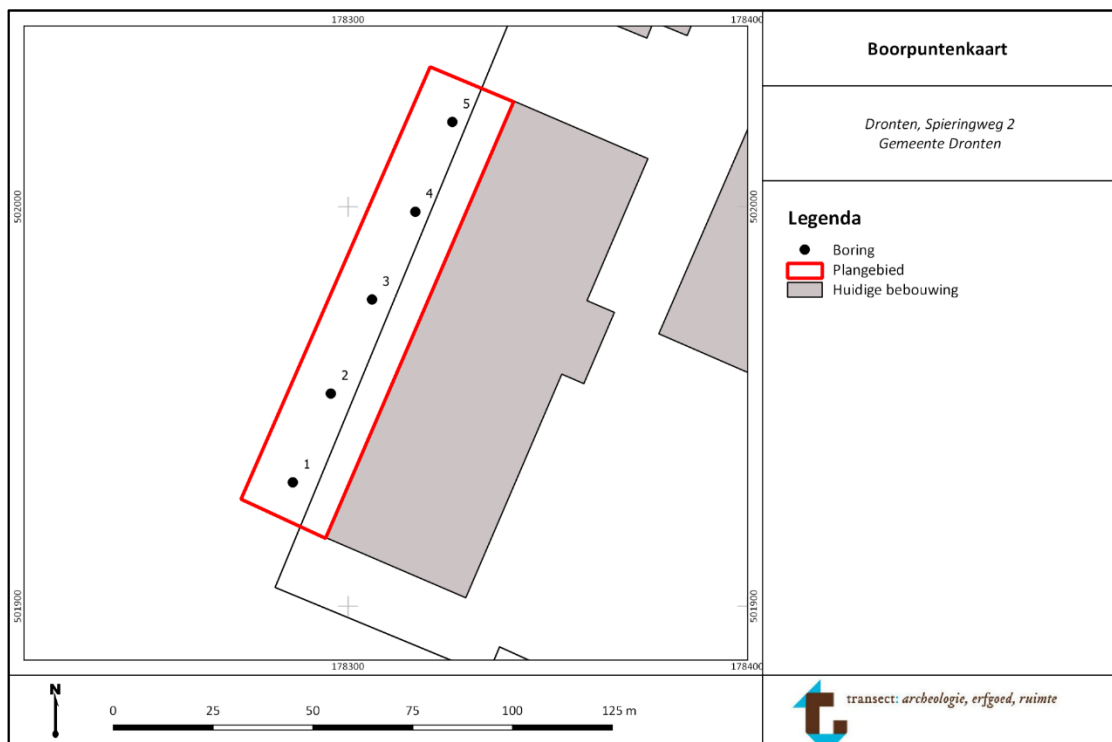 178300
178400
Boorpuntenkaart
Dronten, Spieringweg 2
Gemeente Dronten
Legenda
Boring
Plangebied
Huidige bebouwing
5
4
3
2
1
502000
502000
501900
501900
178300
178400
N
0 25 50 75 100 125 m
transect: archeologie, erfgoed, ruimte